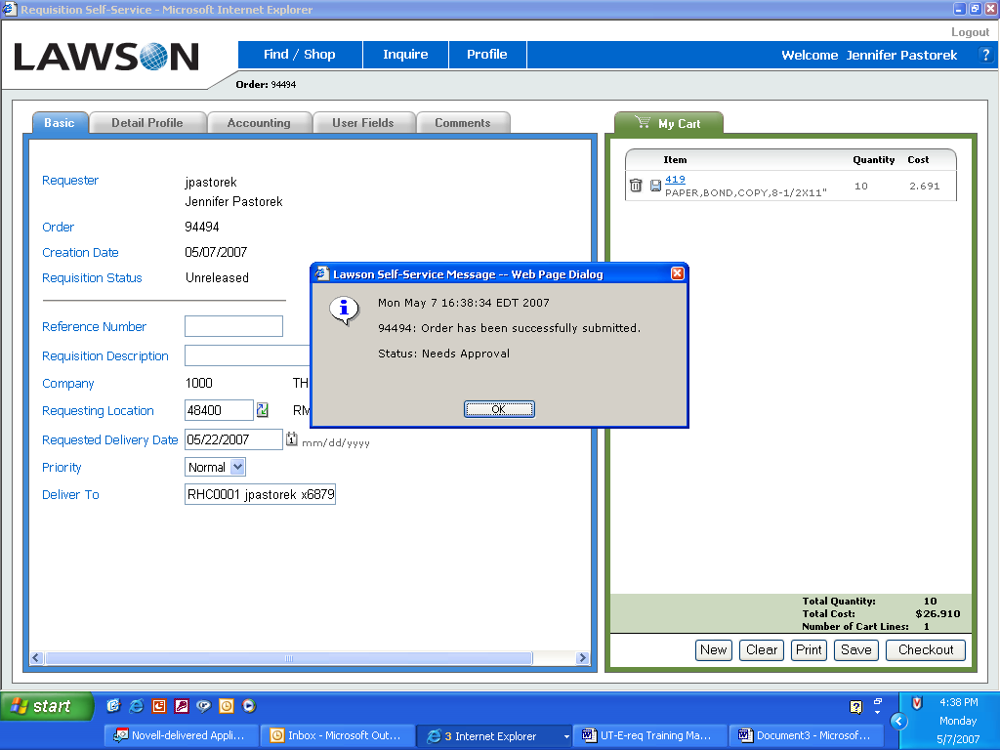 Requisition Self-Service - Microsoft Internet Explorer
Logout
LAWSON
Find / Shop Inquire Profile Welcome Jennifer Pastorek ?
Order: 94494
Basic Detail Profile Accounting User Fields Comments My Cart
Requester jpastorek
Jennifer Pastorek
Order 94494
Creation Date 05/07/2007
Requisition Status Unreleased
Reference Number
Requisition Description
Company 1000 TH
Requesting Location 48400 RM
Requested Delivery Date 05/22/2007 mm/dd/yyyy
Priority Normal
Deliver To RHC0001 jpastorek x6879
Lawson Self-Service Message -- Web Page Dialog
Mon May 7 16:38:34 EDT 2007
94494: Order has been successfully submitted.
Status: Needs Approval
OK
Item Quantity Cost
419
PAPER,BOND,COPY,8-1/2X11" 10 2.691
Total Quantity: 10
Total Cost: $26.910
Number of Cart Lines: 1
New Clear Print Save Checkout
start
Novell-delivered Appli... Inbox - Microsoft Out... 3 Internet Explorer UT-E-req Training Ma... Document3 - Microsof...
4:38 PM
Monday
5/7/2007